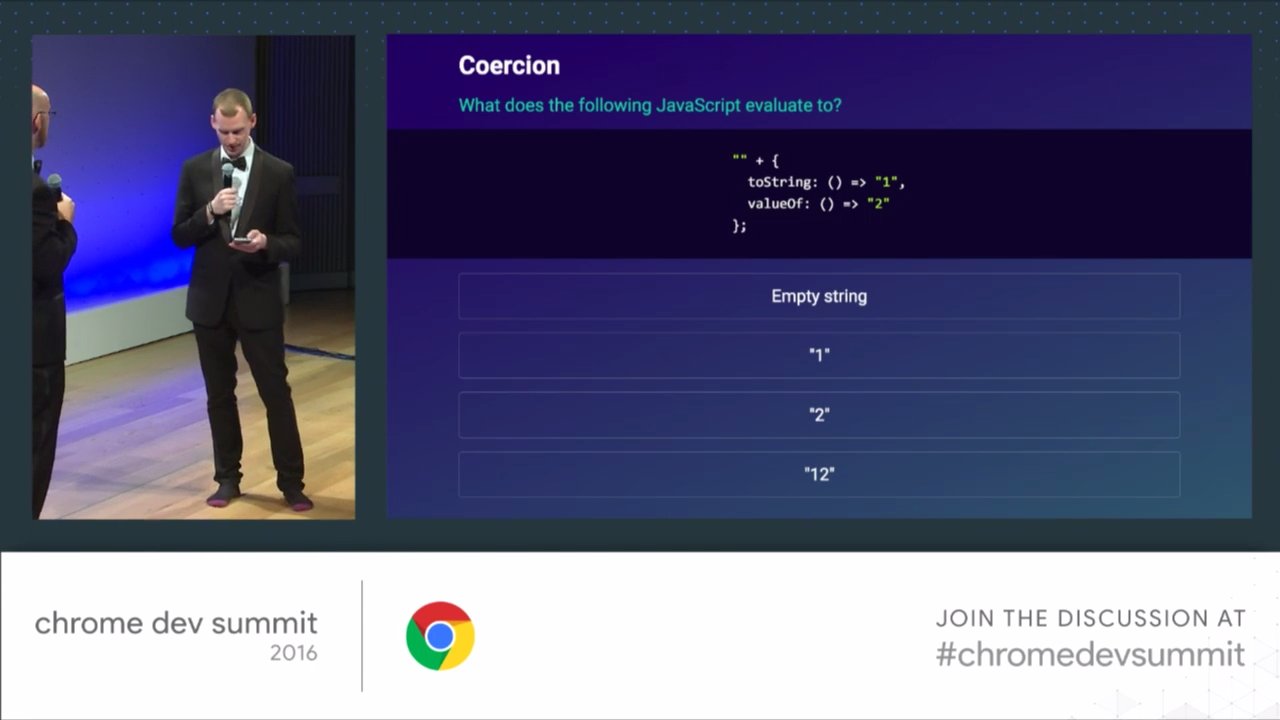 Coercion
What does the following JavaScript evaluate to?
"" + {
toString: () => "1",
valueOf: () => "2"
};
Empty string
"1"
"2"
"12"
chrome dev summit
2016
JOIN THE DISCUSSION AT
#chromedevsummit